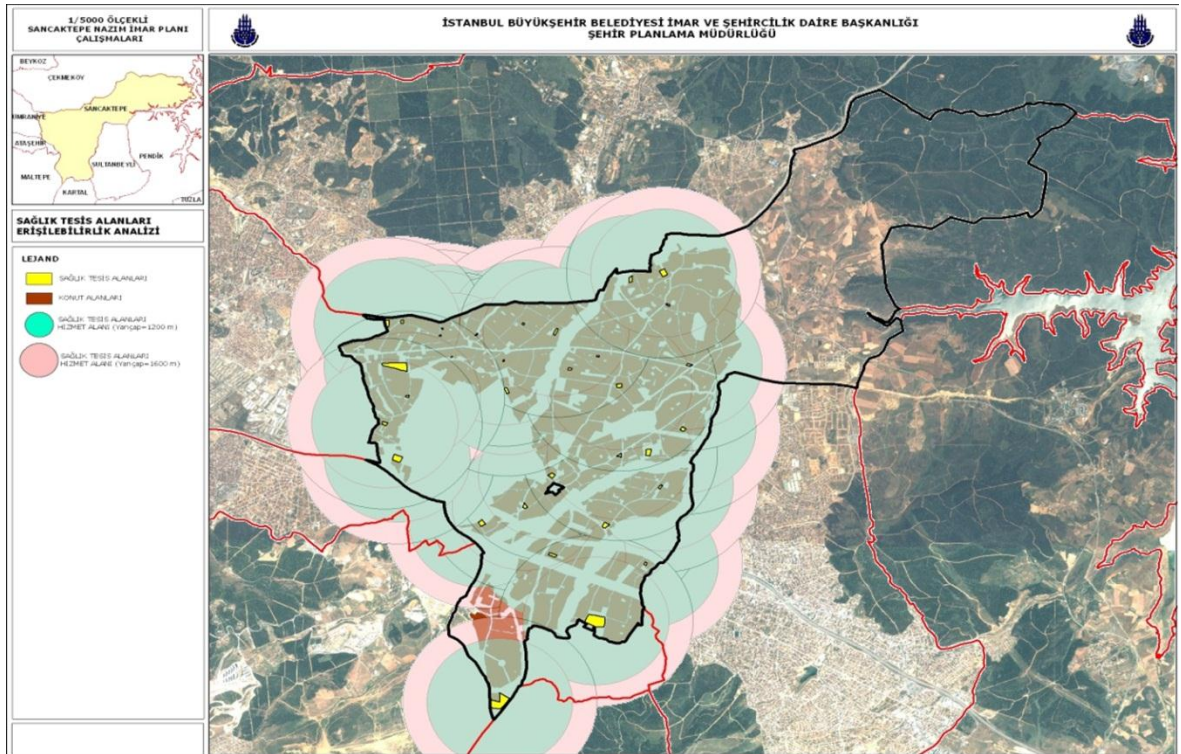 1/5000 ÖLÇEKLİ
SANCAKTEPE NAZIM İMAR PLANI
ÇALIŞMALARI
İSTANBUL BÜYÜKŞEHİR BELEDİYESİ İMAR VE ŞEHİRCİLİK DAİRE BAŞKANLIĞI
ŞEHİR PLANLAMA MÜDÜRLÜĞÜ
BEYKOZ
ÇEKMEKÖY
SANCAKTEPE
UMRANİYE
ATAŞEHİR
SULTANBEYLİ
PENDİK
MALTEPE
KARTAL
TUZLA
SAĞLIK TESİS ALANLARI
ERİŞİLEBİLİRLİK ANALİZİ
LEJAND
SAĞLIK TESİS ALANLARI
KONUT ALANLARI
SAĞLIK TESİS ALANLARI
HİZMET ALANI (Yarıçap=1200 m)
SAĞLIK TESİS ALANLARI
HİZMET ALANI (Yarıçap=1600 m)